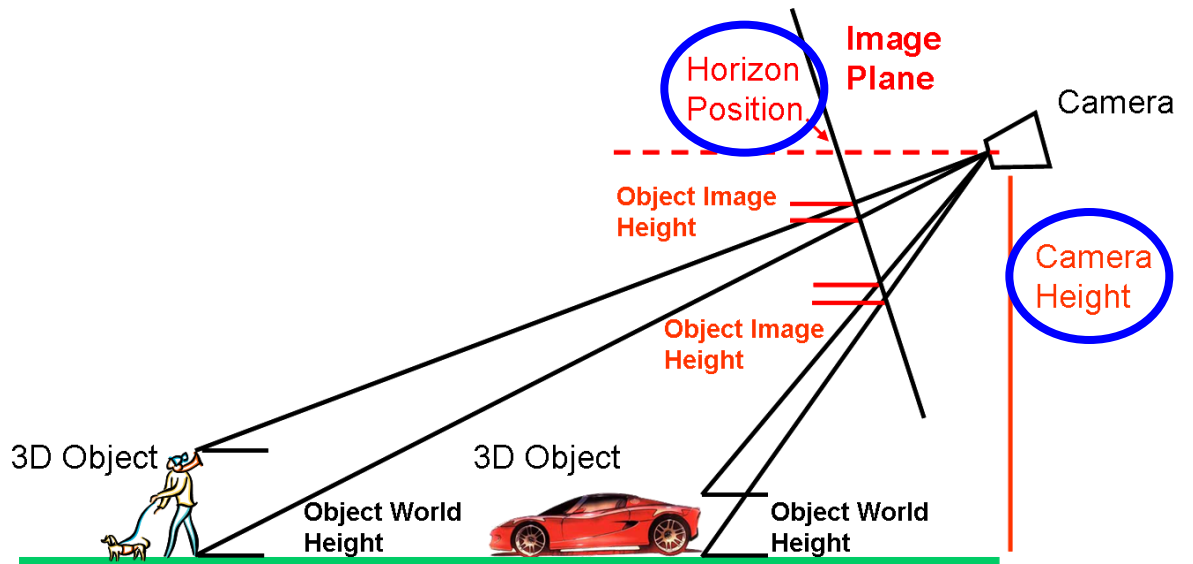 Image
Plane
Horizon
Position
Camera
Object Image
Height
Camera
Height
Object Image
Height
3D Object
3D Object
Object World
Height
Object World
Height